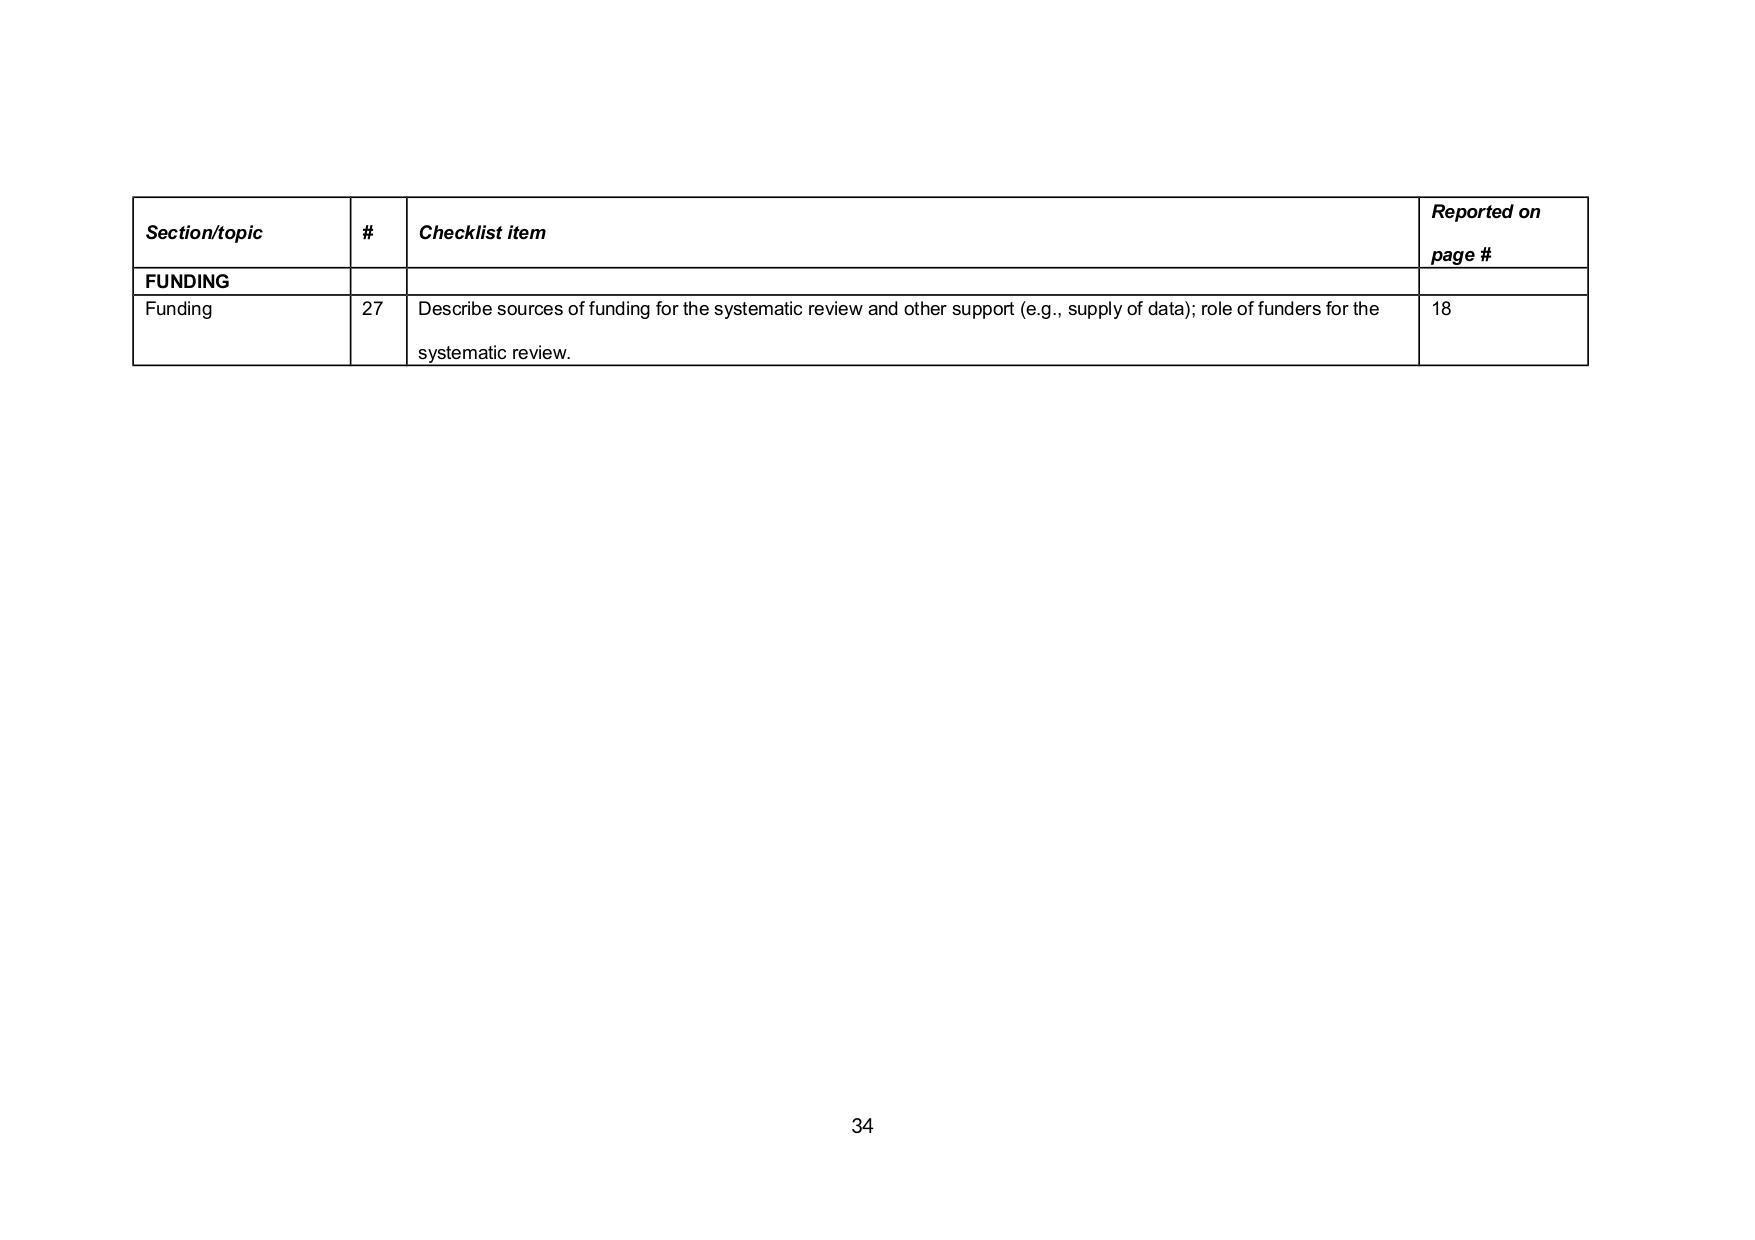 Section/topic # Checklist item Reported on
page #
FUNDING
Funding 27 Describe sources of funding for the systematic review and other support (e.g., supply of data); role of funders for the 18
systematic review.
34